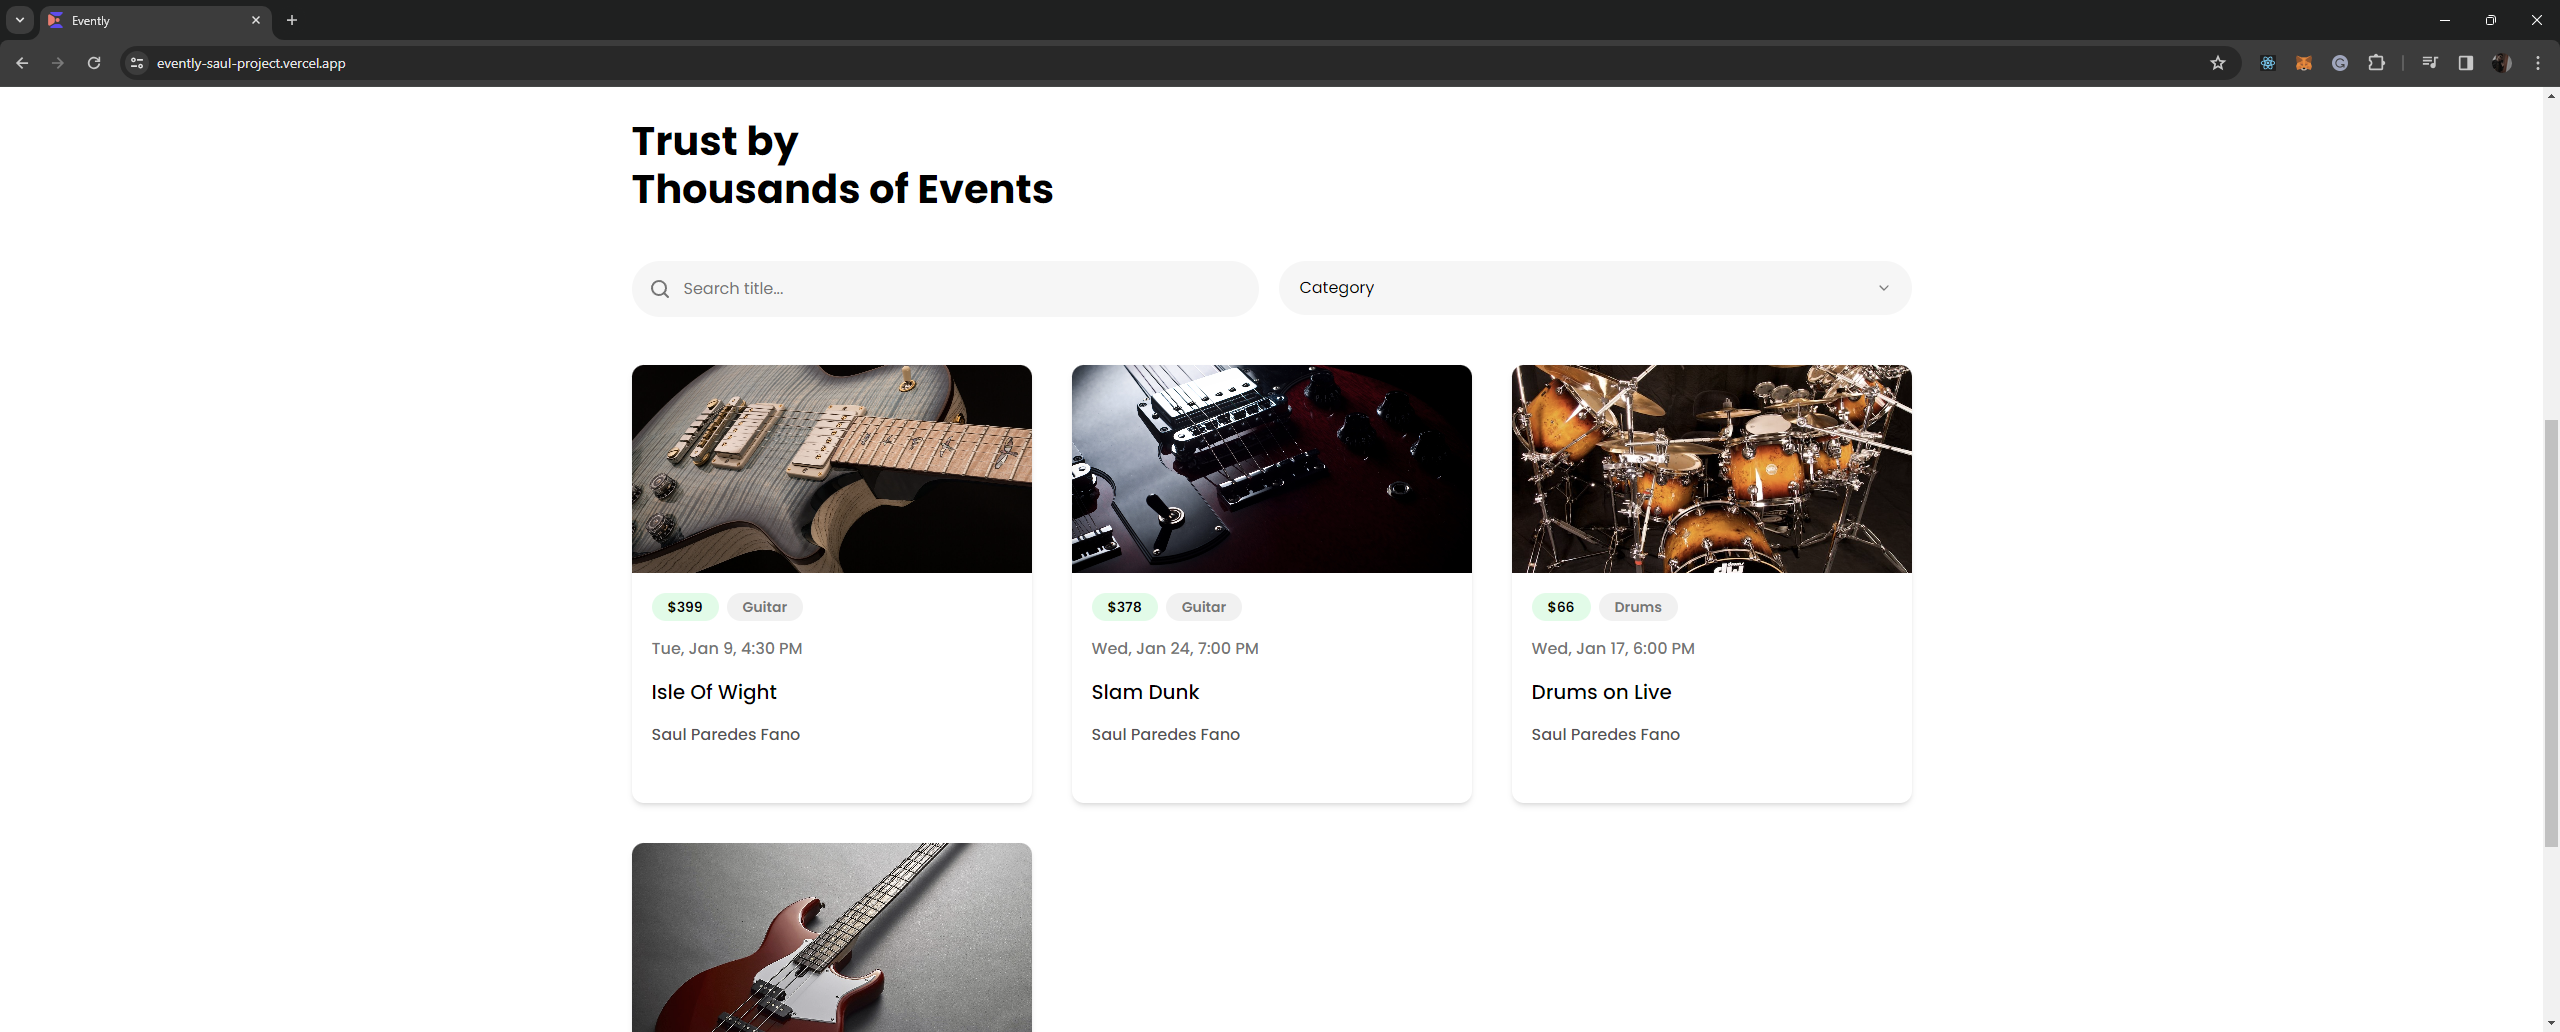 Evently
evently-saul-project.vercel.app
Trust by
Thousands of Events
Search title...
Category
$399 Guitar
Tue, Jan 9, 4:30 PM
Isle Of Wight
Saul Paredes Fano
$378 Guitar
Wed, Jan 24, 7:00 PM
Slam Dunk
Saul Paredes Fano
dw
$66 Drums
Wed, Jan 17, 6:00 PM
Drums on Live
Saul Paredes Fano